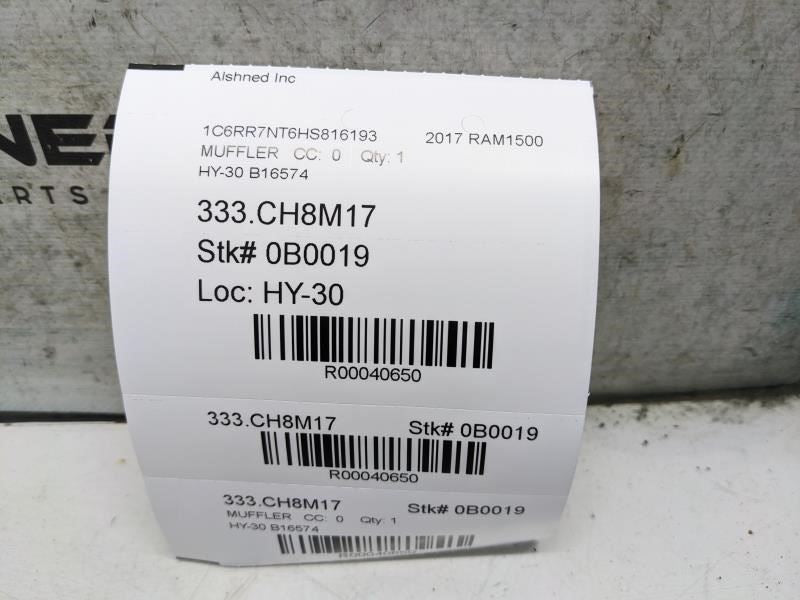 Alshned Inc
1C6RR7NT6HS816193 2017 RAM1500
MUFFLER CC: 0 Qty: 1
HY-30 B16574
333.CH8M17
Stk# 0B0019
Loc: HY-30
R00040650
333.CH8M17 Stk# 0B0019
R00040650
333.CH8M17 Stk# 0B0019
MUFFLER CC: 0 Qty: 1
HY-30 B16574
R00040650